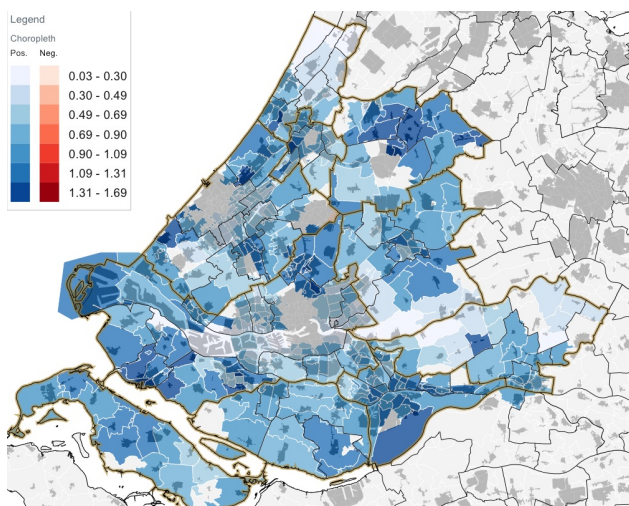 Legend
Choropleth
Pos. Neg.
0.03 - 0.30
0.30 - 0.49
0.49 - 0.69
0.69 - 0.90
0.90 - 1.09
1.09 - 1.31
1.31 - 1.69